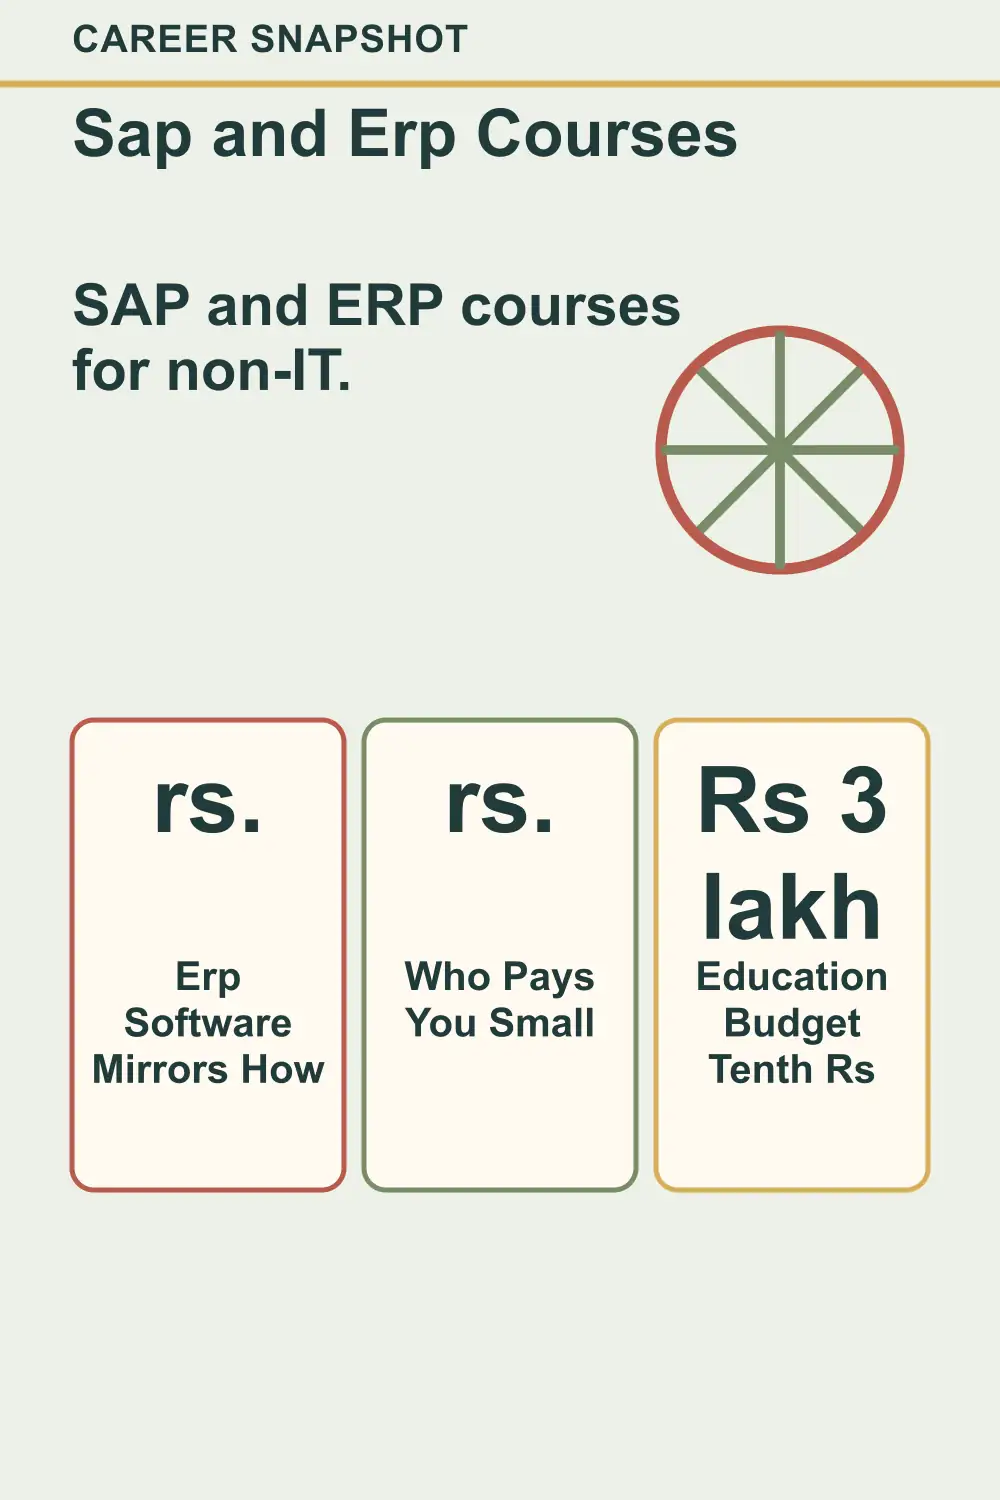 CAREER SNAPSHOT
Sap and Erp Courses
SAP and ERP courses
for non-IT.
rs.
Erp
Software
Mirrors How
rs.
Who Pays
You Small
Rs 3
lakh
Education
Budget
Tenth Rs